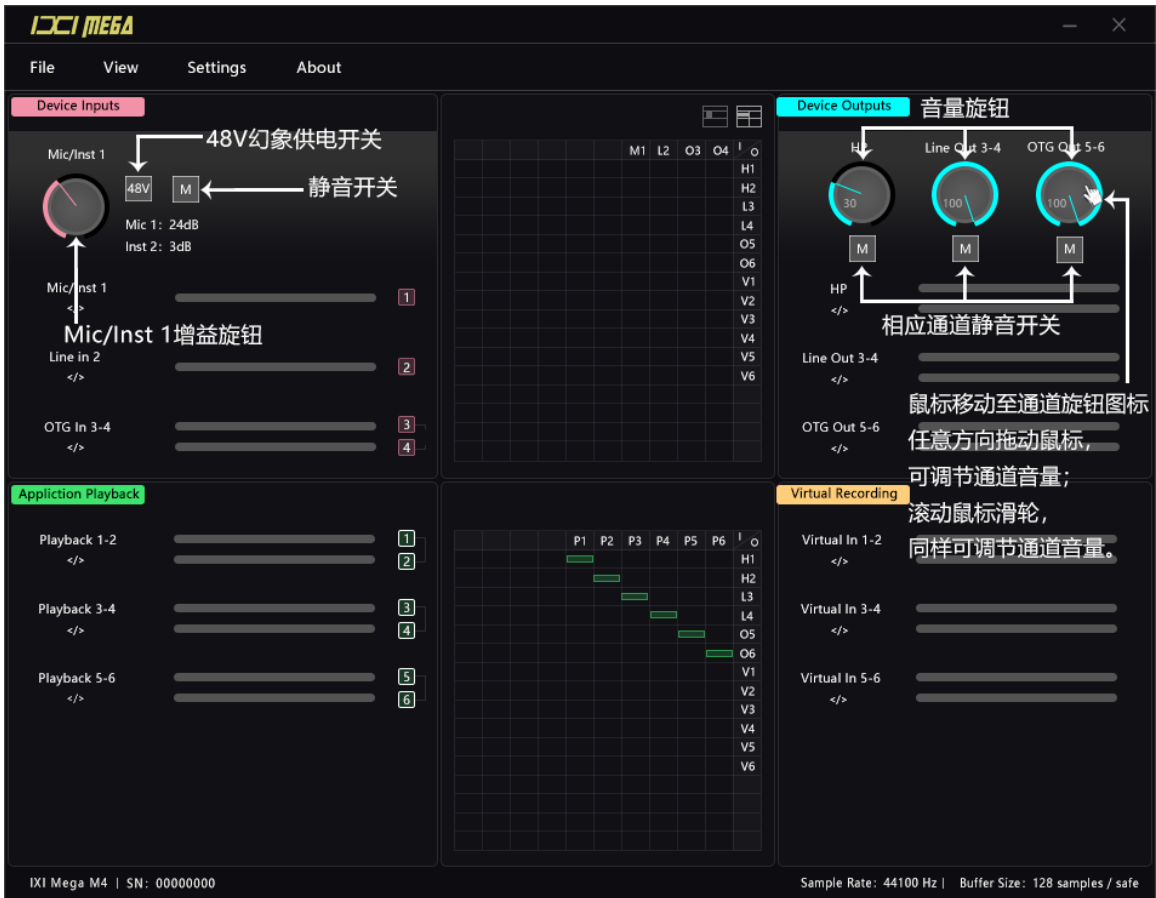 IXI MEGA
File View Settings About
Device Inputs
48V幻象供电开关
Mic/Inst 1
48V
M
静音开关
Mic 1: 24dB
Inst 2: 3dB
Mic/Inst 1
</>
1
Mic/Inst 1增益旋钮
Line in 2
</>
2
OTG In 3-4
</>
3
4
M1 L2 O3 O4 I O
H1
H2
L3
L4
O5
O6
V1
V2
V3
V4
V5
V6
Device Outputs
音量旋钮
HP Line Out 3-4 OTG Out 5-6
30 100 100
M M M
HP
</>
相应通道静音开关
Line Out 3-4
</>
鼠标移动至通道旋钮图标
OTG Out 5-6
任意方向拖动鼠标,
</>
可调节通道音量;
滚动鼠标滑轮,
同样可调节通道音量。
Appliction Playback
Playback 1-2
</>
1
2
Playback 3-4
</>
3
4
Playback 5-6
</>
5
6
P1 P2 P3 P4 P5 P6 I O
H1
H2
L3
L4
O5
O6
V1
V2
V3
V4
V5
V6
Virtual Recording
Virtual In 1-2
</>
Virtual In 3-4
</>
Virtual In 5-6
</>
IXI Mega M4 | SN: 00000000
Sample Rate: 44100 Hz | Buffer Size: 128 samples / safe